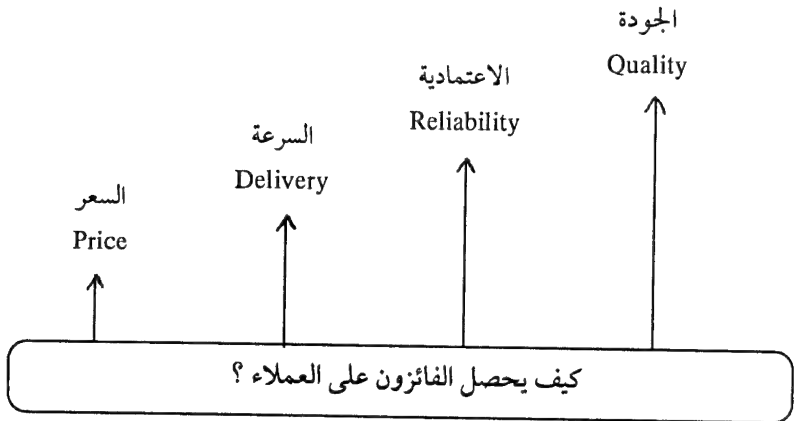 الجودة
Quality
الاعتمادية
Reliability
السرعة
Delivery
السعر
Price
كيف يحصل الفائزون على العملاء ؟